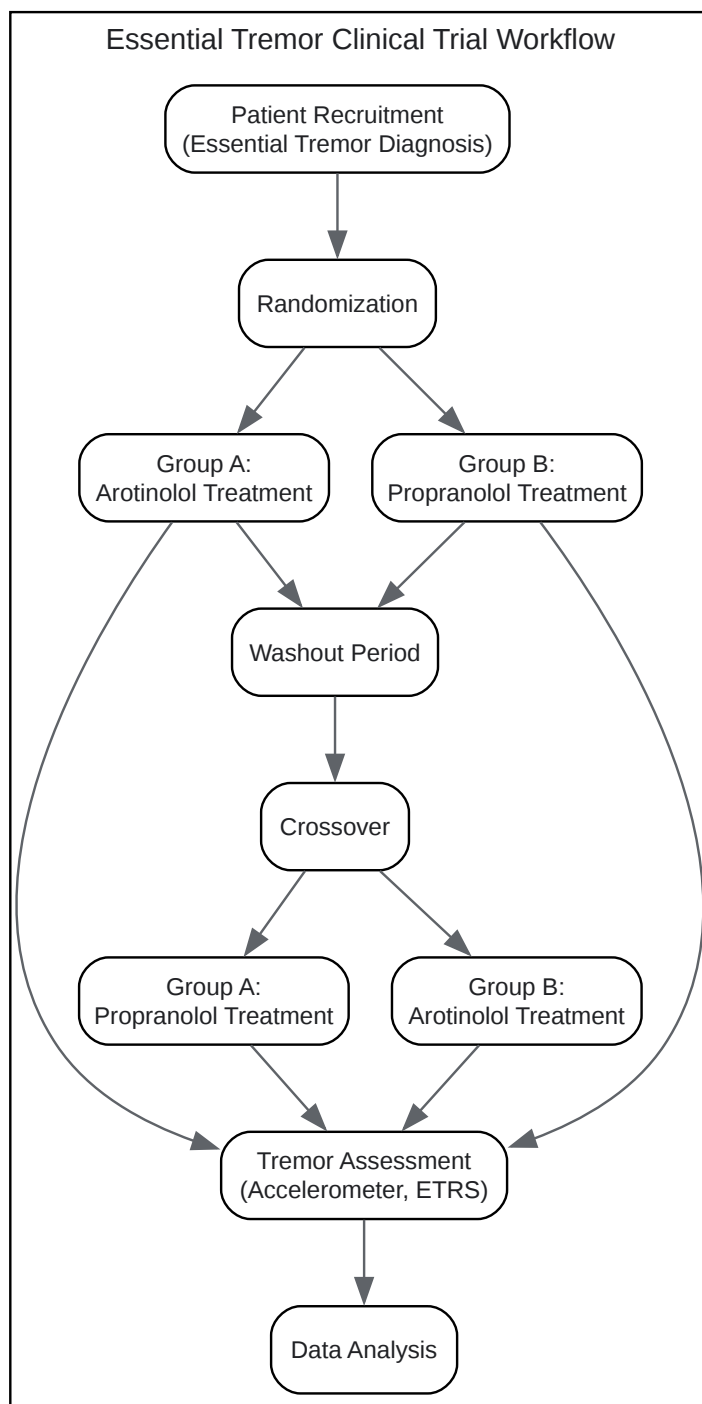 Essential Tremor Clinical Trial Workflow
Patient Recruitment
(Essential Tremor Diagnosis)
Randomization
Group A:
Arotinolol Treatment
Group B:
Propranolol Treatment
Washout Period
Crossover
Group A:
Propranolol Treatment
Group B:
Arotinolol Treatment
Tremor Assessment
(Accelerometer, ETRS)
Data Analysis